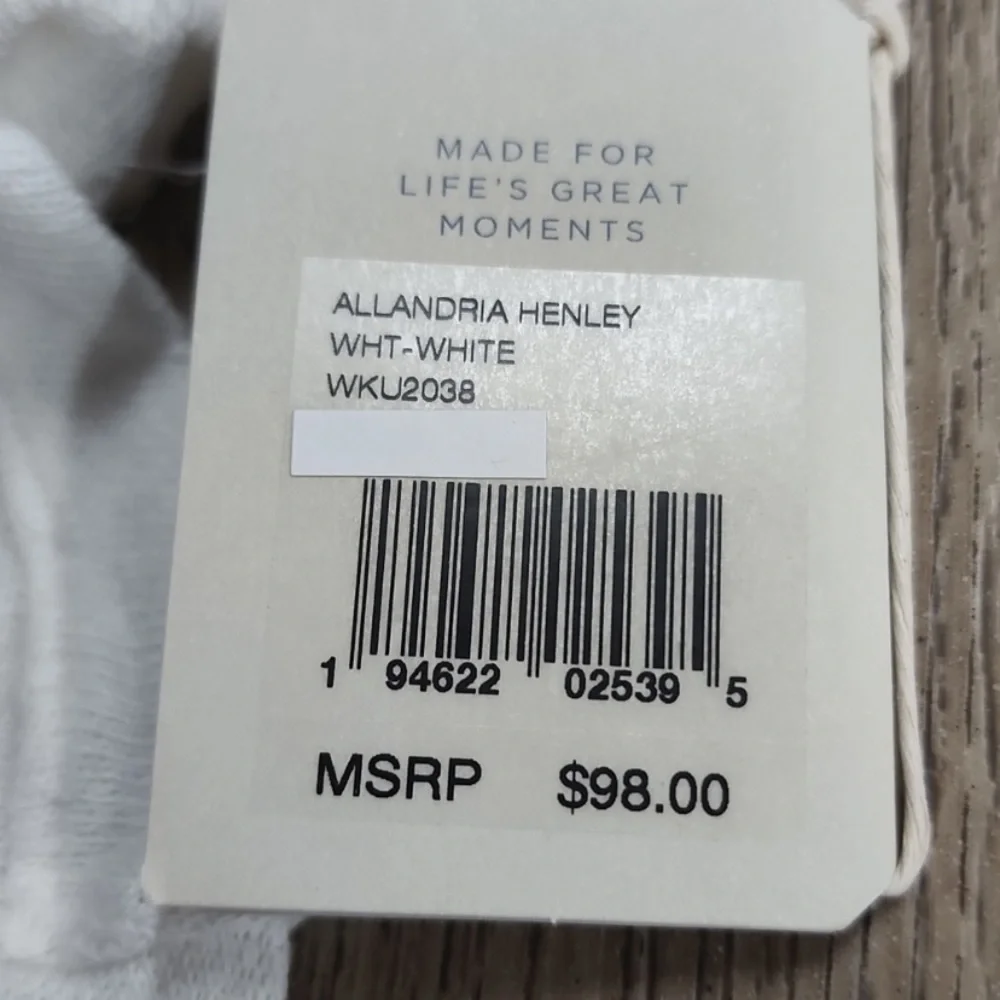 MADE FOR
LIFE'S GREAT
MOMENTS
ALLANDRIA HENLEY
WHT-WHITE
WKU2038
1 94622 02539 5
MSRP $98.00